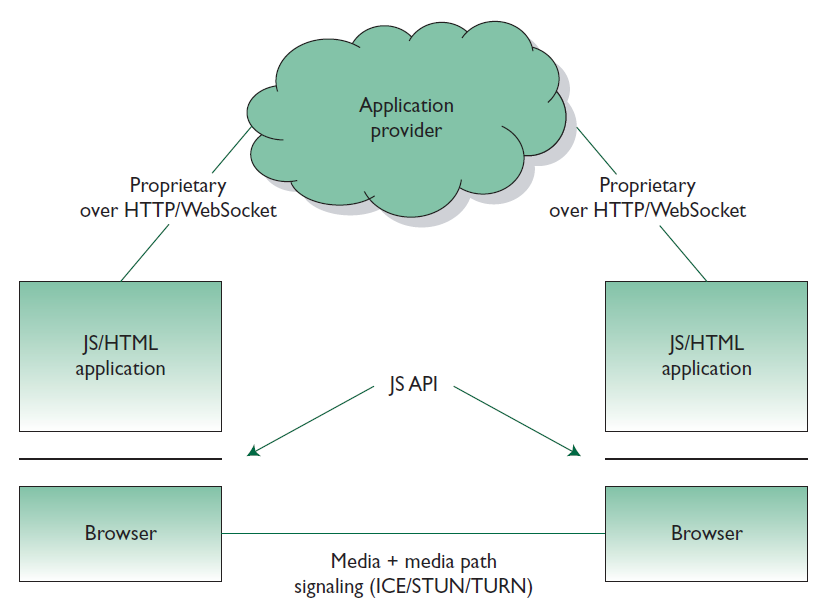 Application
provider
Proprietary
over HTTP/WebSocket
Proprietary
over HTTP/WebSocket
JS/HTML
application
JS/HTML
application
JS API
Browser
Browser
Media + media path
signaling (ICE/STUN/TURN)